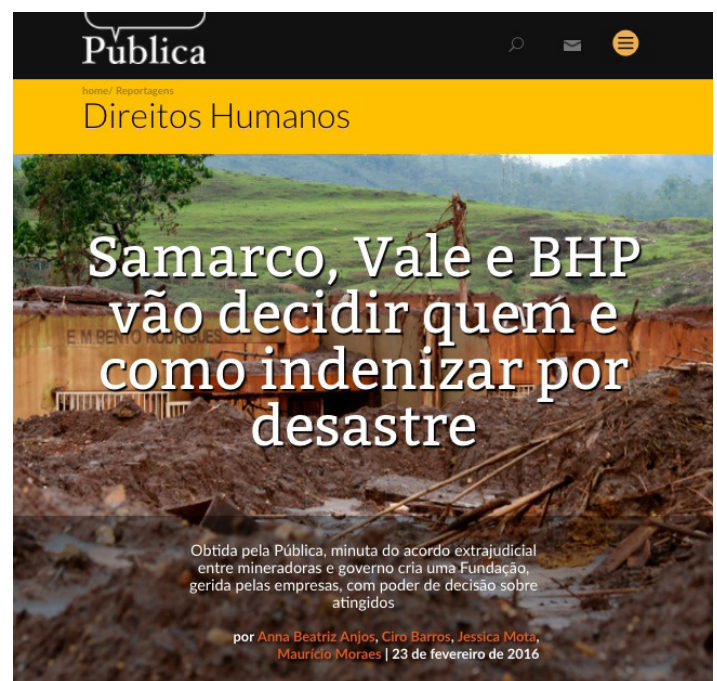 Pública
home/ Reportagens
Direitos Humanos
Samarco, Vale e BHP
vão decidir quem e
como indenizar por
desastre
E. M. BENTO RODRIGUES
Obtida pela Pública, minuta do acordo extrajudicial
entre mineradoras e governo cria uma Fundação,
gerida pelas empresas, com poder de decisão sobre
atingidos
por Anna Beatriz Anjos, Ciro Barros, Jessica Mota,
Maurício Moraes | 23 de fevereiro de 2016